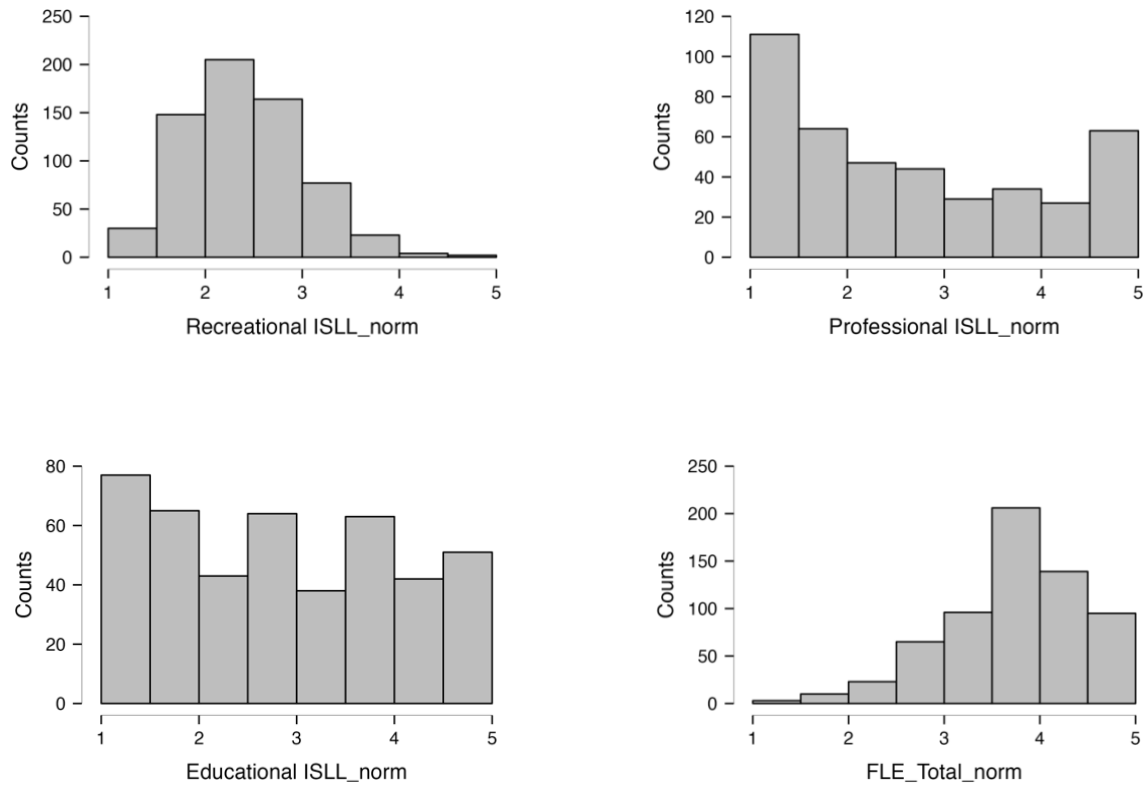 250
200
150
100
50
0
Counts
1 2 3 4 5
Recreational ISLL_norm
120
100
80
60
40
20
0
Counts
1 2 3 4 5
Professional ISLL_norm
80
60
40
20
0
Counts
1 2 3 4 5
Educational ISLL_norm
250
200
150
100
50
0
Counts
1 2 3 4 5
FLE_Total_norm